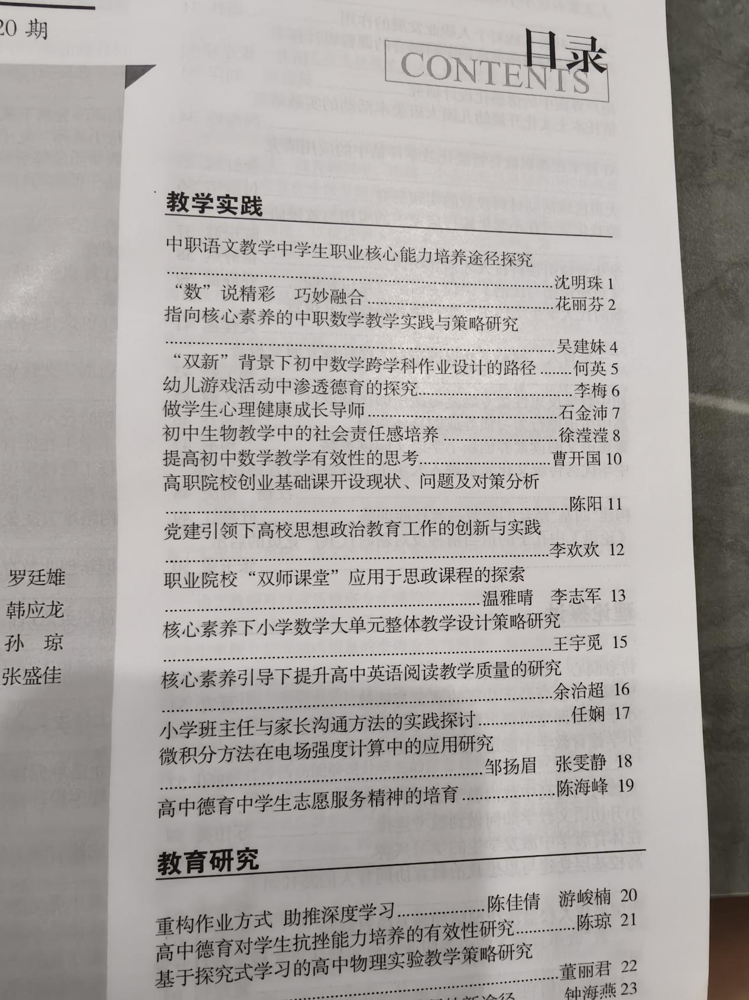 20 期
目录
CONTENTS
教学实践
中职语文教学中学生职业核心能力培养途径探究
沈明珠 1
“数”说精彩　巧妙融合 花丽芬 2
指向核心素养的中职数学教学实践与策略研究
吴建妹 4
“双新”背景下初中数学跨学科作业设计的路径 何英 5
幼儿游戏活动中渗透德育的探究 李梅 6
做学生心理健康成长导师 石金沛 7
初中生物教学中的社会责任感培养 徐滢滢 8
提高初中数学教学有效性的思考 曹开国 10
高职院校创业基础课开设现状、问题及对策分析
陈阳 11
党建引领下高校思想政治教育工作的创新与实践
李欢欢 12
职业院校“双师课堂”应用于思政课程的探索
温雅晴　李志军 13
核心素养下小学数学大单元整体教学设计策略研究
王宇觅 15
核心素养引导下提升高中英语阅读教学质量的研究
余治超 16
小学班主任与家长沟通方法的实践探讨 任娴 17
微积分方法在电场强度计算中的应用研究
邹扬眉　张雯静 18
高中德育中学生志愿服务精神的培育 陈海峰 19
教育研究
重构作业方式 助推深度学习 陈佳倩　游峻楠 20
高中德育对学生抗挫能力培养的有效性研究 陈琼 21
基于探究式学习的高中物理实验教学策略研究
董丽君 22
钟海燕 23
罗廷雄
韩应龙
孙　琼
张盛佳